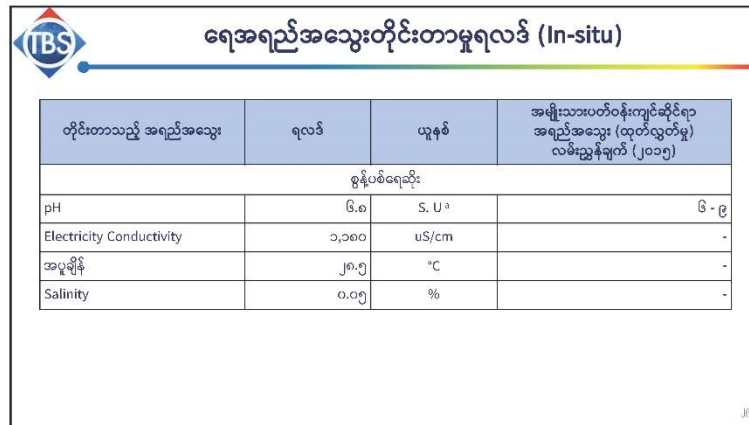 TBS
ရေအရည်အသွေးတိုင်းတာမှုရလဒ် (In-situ)
တိုင်းတာသည့် အရည်အသွေး ရလဒ် ယူနစ် အမျိုးသားပတ်ဝန်းကျင်ဆိုင်ရာ
အရည်အသွေး (ထုတ်လွှတ်မှု)
လမ်းညွှန်ချက် (၂၀၁၅)
စွန့်ပစ်ရေဆိုး
pH ၆.၈ S. U a ၆ - ၉
Electricity Conductivity ၁,၁၈၀ uS/cm -
အပူချိန် ၂၈.၅ °C -
Salinity ၀.၀၅ % -